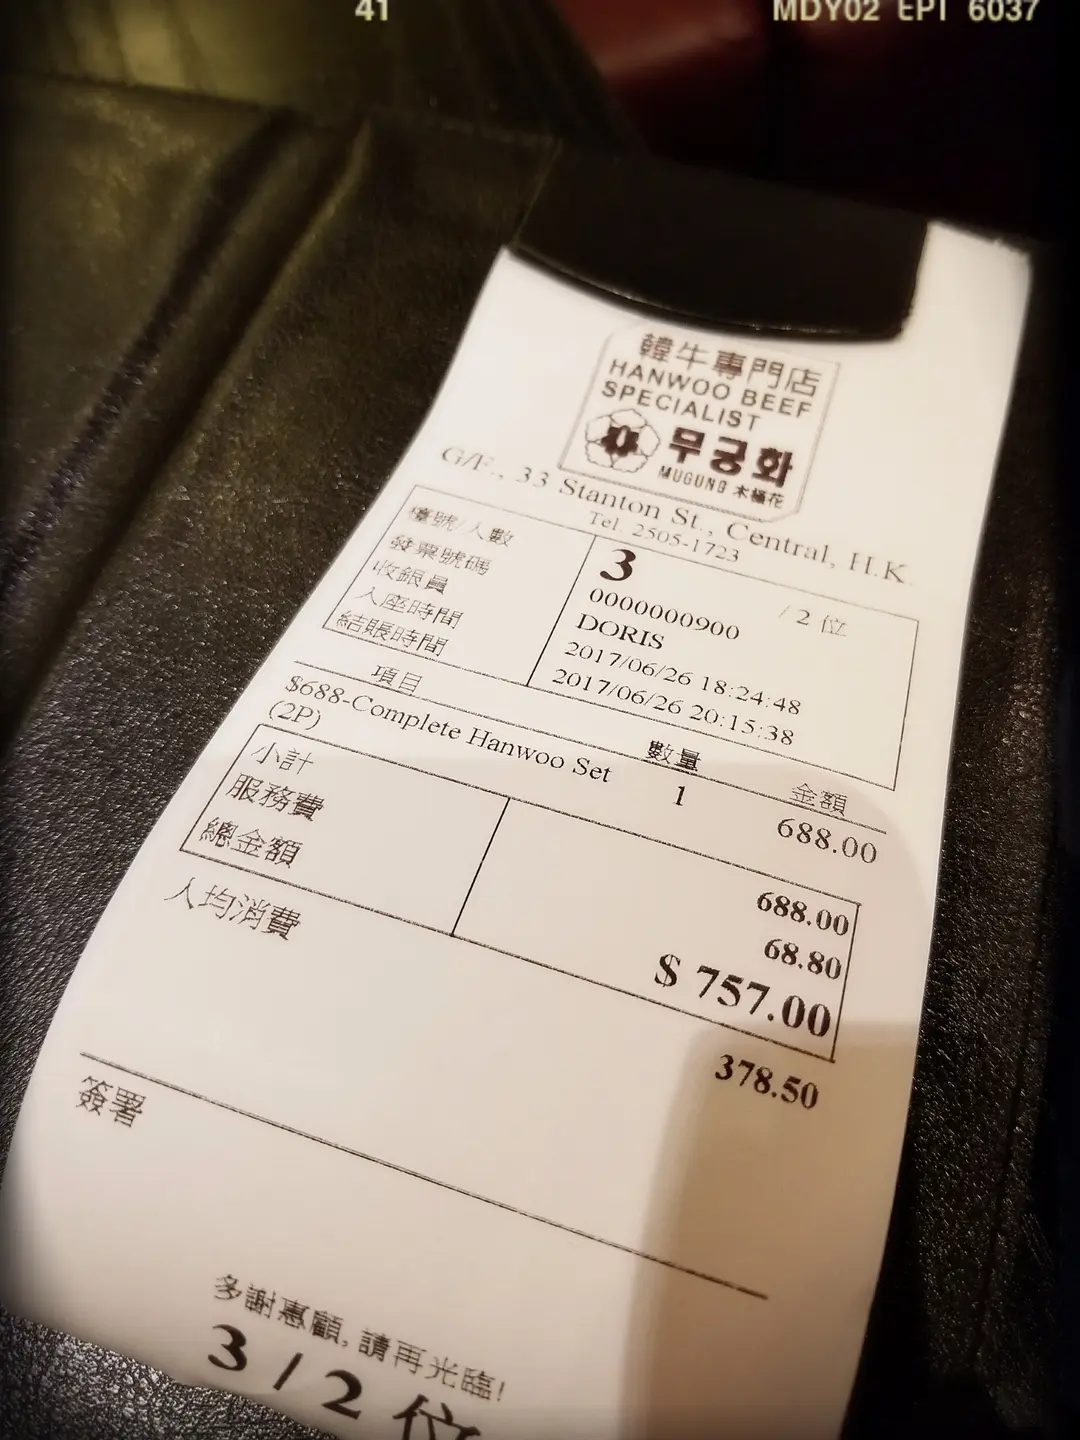 41
MDY02 EPI 6037
韓牛專門店
HANWOO BEEF
SPECIALIST
무궁화
MUGUNG 木槿花
G/F., 33 Stanton St., Central, H.K.
Tel 2505-1723
檯號/人數 3 / 2 位
發票號碼 0000000900
收銀員 DORIS
入座時間 2017/06/26 18:24:48
結賬時間 2017/06/26 20:15:38
項目 數量 金額
$688-Complete Hanwoo Set 1 688.00
(2P)
小計 688.00
服務費 68.80
總金額 $ 757.00
人均消費 378.50
簽署
多謝惠顧, 請再光臨!
3 / 2 位